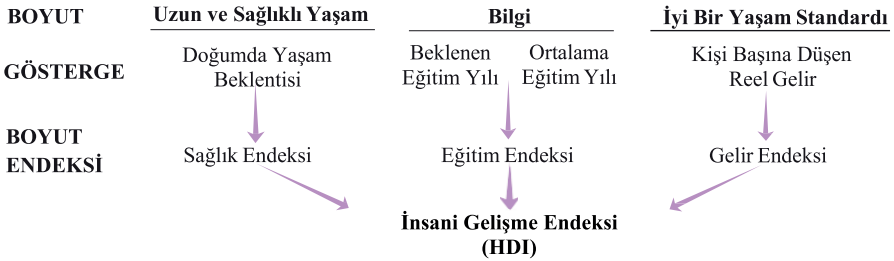 BOYUT
Uzun ve Sağlıklı Yaşam
Bilgi
İyi Bir Yaşam Standardı
GÖSTERGE
Doğumda Yaşam
Beklentisi
Beklenen
Eğitim Yılı
Ortalama
Eğitim Yılı
Kişi Başına Düşen
Reel Gelir
BOYUT
ENDEKSİ
Sağlık Endeksi
Eğitim Endeksi
Gelir Endeksi
İnsani Gelişme Endeksi
(HDI)